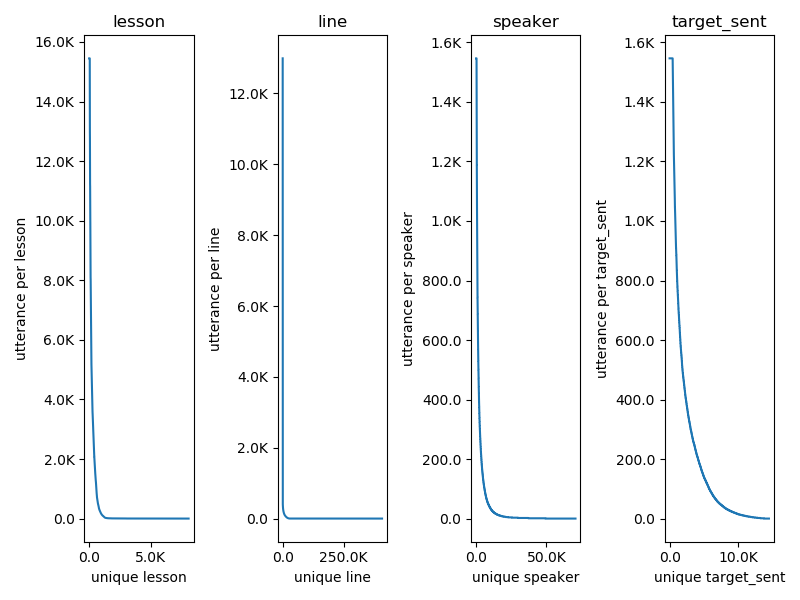 lesson
16.0K
14.0K
12.0K
10.0K
8.0K
6.0K
4.0K
2.0K
0.0
utterance per lesson
0.0 5.0K
unique lesson
line
12.0K
10.0K
8.0K
6.0K
4.0K
2.0K
0.0
utterance per line
0.0 250.0K
unique line
speaker
1.6K
1.4K
1.2K
1.0K
800.0
600.0
400.0
200.0
0.0
utterance per speaker
0.0 50.0K
unique speaker
target_sent
1.6K
1.4K
1.2K
1.0K
800.0
600.0
400.0
200.0
0.0
utterance per target_sent
0.0 10.0K
unique target_sent